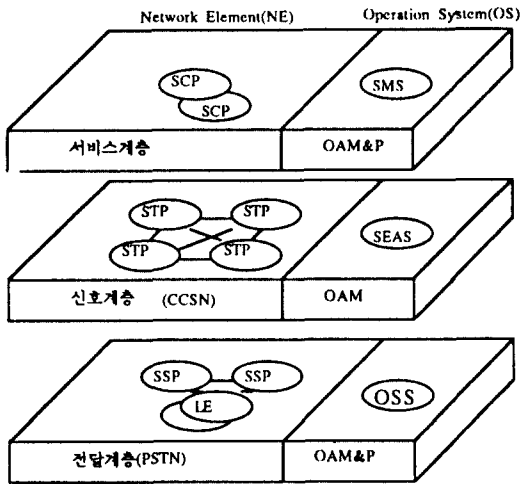 Network Element(NE) Operation System(OS)
SCP
SCP
SMS
서비스계층 OAM&P
STP STP
STP STP
SEAS
신호계층 (CCSN) OAM
SSP SSP
LE
OSS
전달계층(PSTN) OAM&P